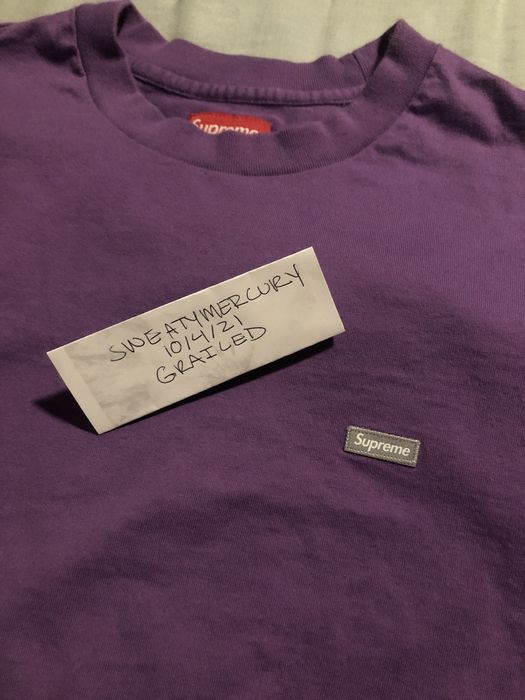 Supreme
SWEATYMERCURY
10/4/21
GRAILED
Supreme